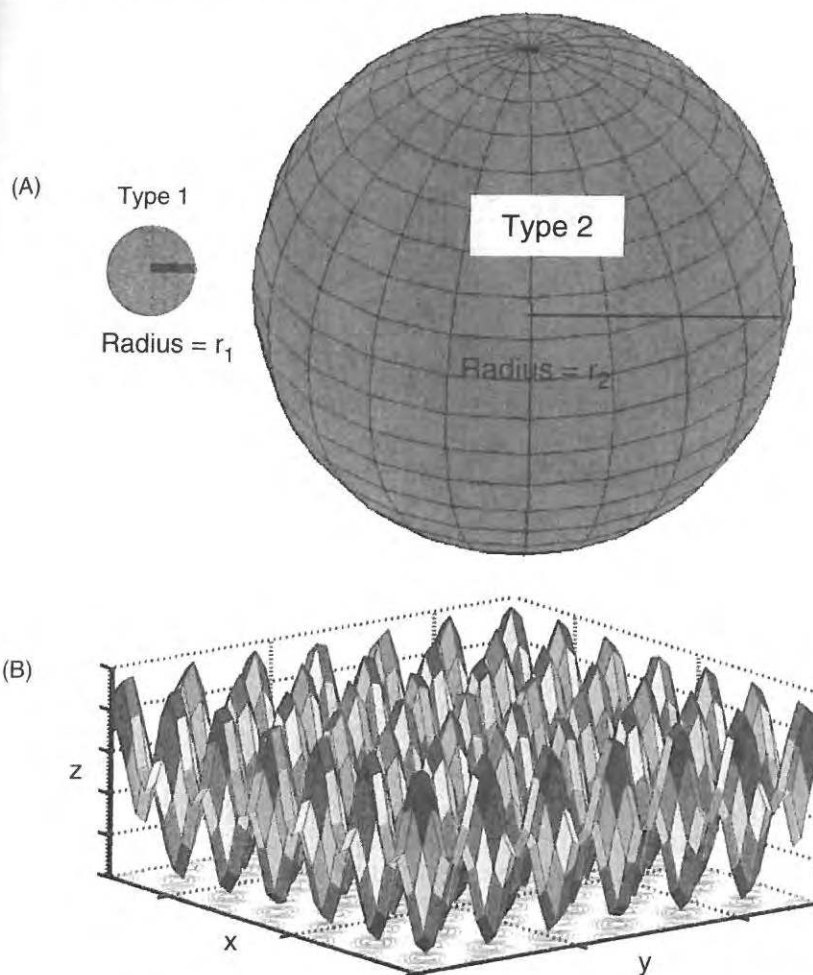 (A)
Type 1
Radius = r₁
Type 2
Radius = r₂
(B)
z
x
y